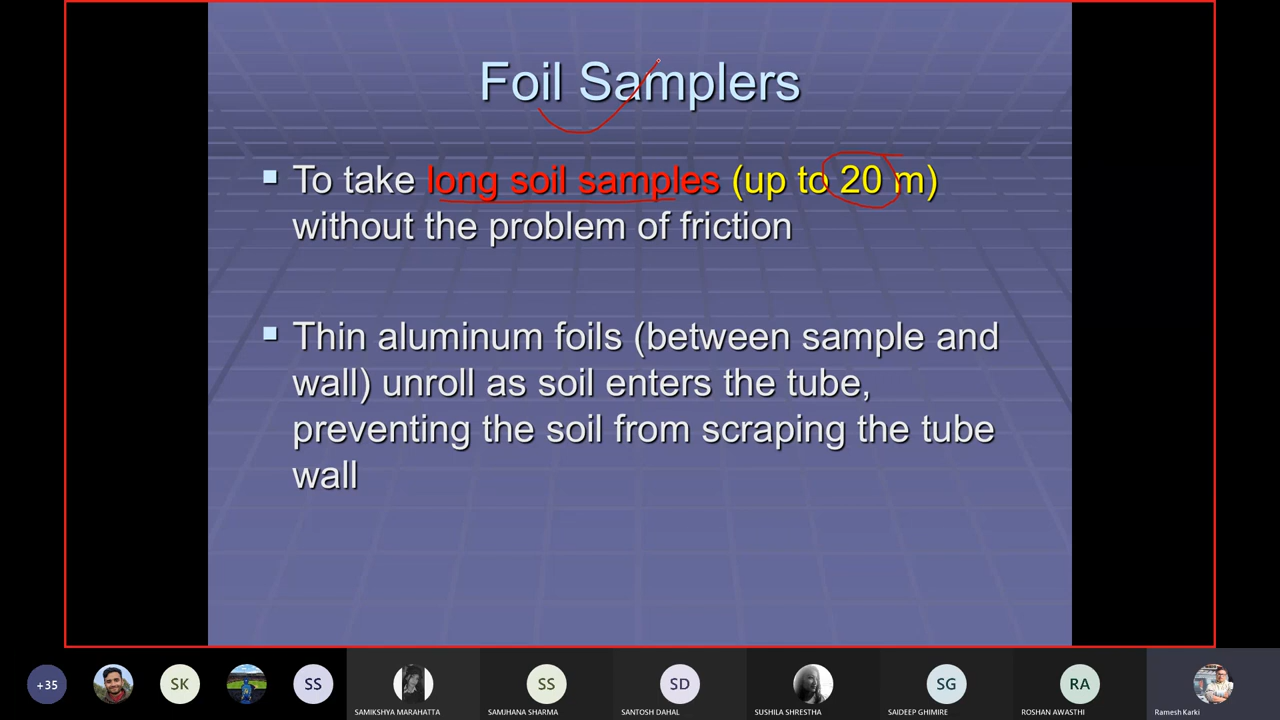 Foil Samplers
To take long soil samples (up to 20 m)
without the problem of friction
Thin aluminum foils (between sample and
wall) unroll as soil enters the tube,
preventing the soil from scraping the tube
wall
+35
SK
SS
SS
SD
SG
RA
SAMIKSHYA MARAHATTA
SAMJHANA SHARMA
SANTOSH DAHAL
SUSHILA SHRESTHA
SAIDEEP GHIMIRE
ROSHAN AWASTHI
Ramesh Karki